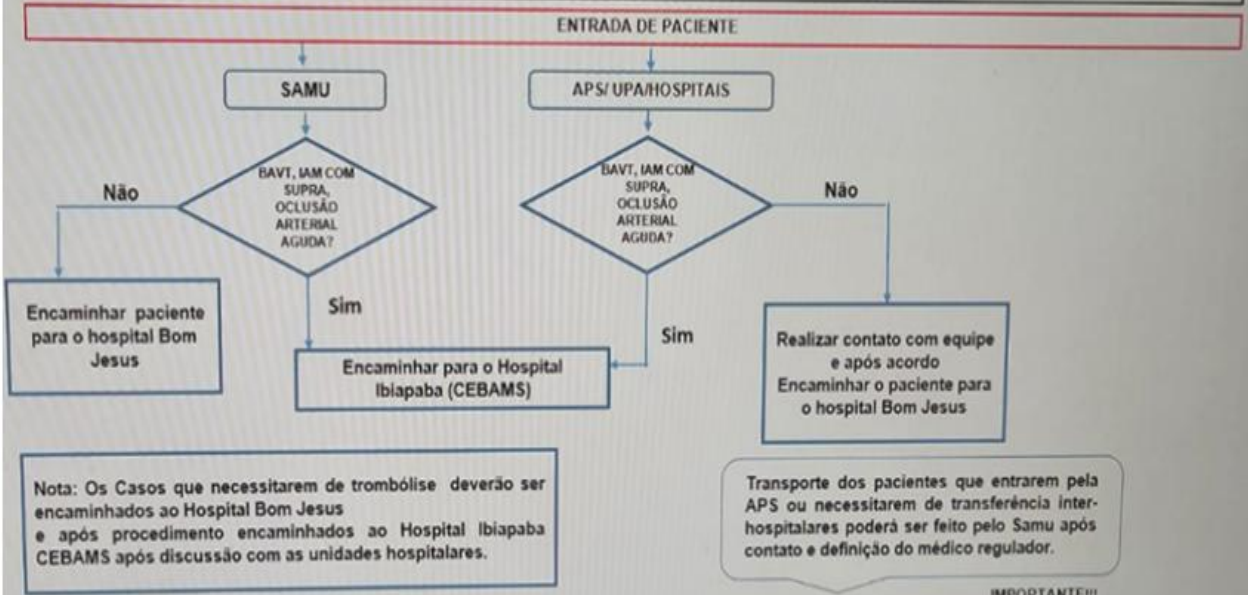 ENTRADA DE PACIENTE
SAMU
APS/ UPA/HOSPITAIS
BAVT, IAM COM
SUPRA,
OCLUSÃO
ARTERIAL
AGUDA?
BAVT, IAM COM
SUPRA,
OCLUSÃO
ARTERIAL
AGUDA?
Não
Não
Sim
Sim
Encaminhar paciente
para o hospital Bom
Jesus
Encaminhar para o Hospital
Ibiapaba (CEBAMS)
Realizar contato com equipe
e após acordo
Encaminhar o paciente para
o hospital Bom Jesus
Nota: Os Casos que necessitarem de trombólise deverão ser
encaminhados ao Hospital Bom Jesus
e após procedimento encaminhados ao Hospital Ibiapaba
CEBAMS após discussão com as unidades hospitalares.
Transporte dos pacientes que entrarem pela
APS ou necessitarem de transferência inter-
hospitalares poderá ser feito pelo Samu após
contato e definição do médico regulador.
IMPORTANTE!!!